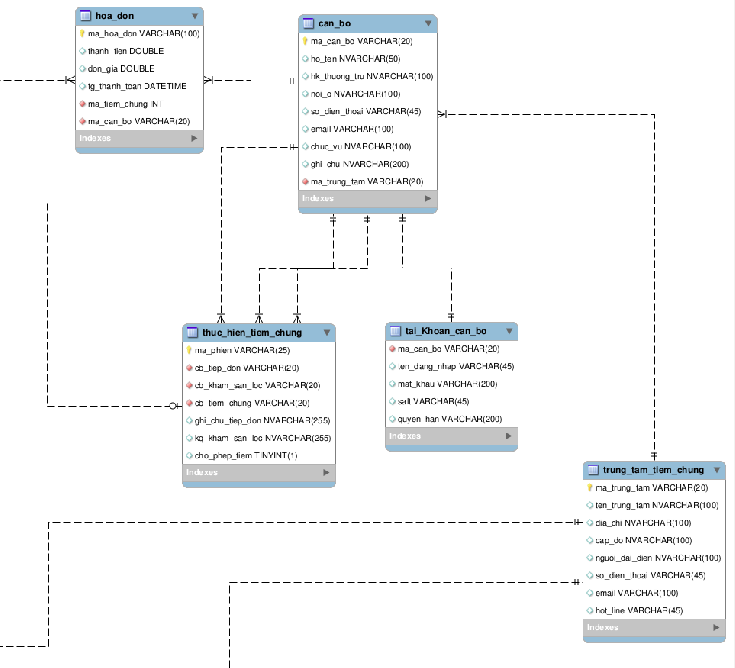 hoa_don
ma_hoa_don VARCHAR(100)
thanh_tien DOUBLE
don_gia DOUBLE
tg_thanh_toan DATETIME
ma_tiem_chung INT
ma_can_bo VARCHAR(20)
Indexes
can_bo
ma_can_bo VARCHAR(20)
ho_ten NVARCHAR(50)
hk_thuong_tru NVARCHAR(100)
noi_o NVARCHAR(100)
so_dien_thoai VARCHAR(45)
email VARCHAR(100)
chuc_vu NVARCHAR(100)
ghi_chu NVARCHAR(200)
ma_trung_tam VARCHAR(20)
Indexes
thuc_hien_tiem_chung
ma_phien VARCHAR(25)
cb_tiep_don VARCHAR(20)
cb_kham_san_loc VARCHAR(20)
cb_tiem_chung VARCHAR(20)
ghi_chu_tiep_don NVARCHAR(255)
kq_kham_san_loc NVARCHAR(255)
cho_phep_tiem TINYINT(1)
Indexes
tai_Khoan_can_bo
ma_can_bo VARCHAR(20)
ten_dang_nhap VARCHAR(45)
mat_khau VARCHAR(200)
salt VARCHAR(45)
quyen_han VARCHAR(200)
Indexes
trung_tam_tiem_chung
ma_trung_tam VARCHAR(20)
ten_trung_tam NVARCHAR(100)
dia_chi NVARCHAR(100)
cap_do NVARCHAR(100)
nguoi_dai_dien NVARCHAR(100)
so_dien_thoai VARCHAR(45)
email VARCHAR(100)
hot_line VARCHAR(45)
Indexes